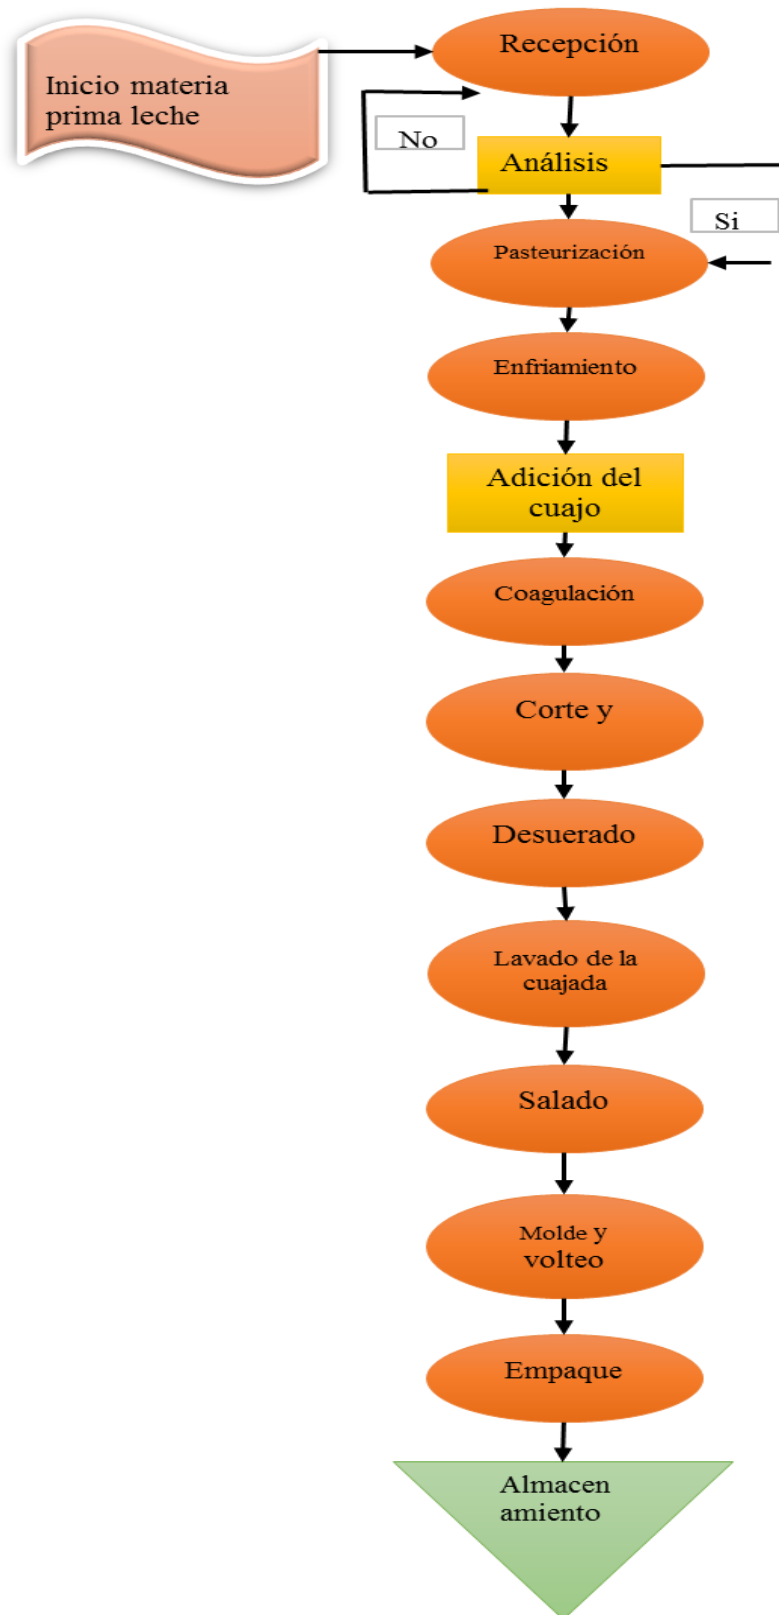 Inicio materia
prima leche
Recepción
No
Análisis
Si
Pasteurización
Enfriamiento
Adición del
cuajo
Coagulación
Corte y
Desuerado
Lavado de la
cuajada
Salado
Molde y
volteo
Empaque
Almacen
amiento